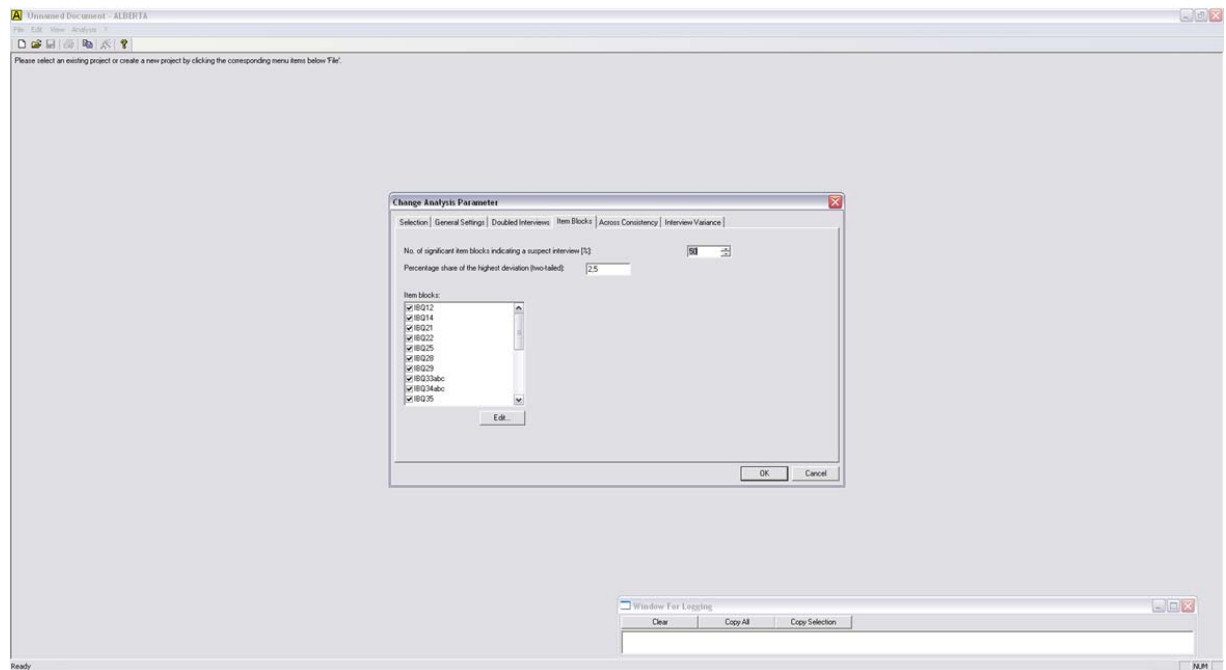 Unnamed Document - ALBERTA
File Edit View Analysis ?
Please select an existing project or create a new project by clicking the corresponding menu items below 'File'.
Change Analysis Parameter
Selection General Settings Doubled Interviews Item Blocks Across Consistency Interview Variance
No. of significant item blocks indicating a suspect interview [%]: 50
Percentage share of the highest deviation (two-tailed): 2,5
Item blocks:
IBQ12
IBQ14
IBQ21
IBQ22
IBQ25
IBQ28
IBQ29
IBQ33abc
IBQ34abc
IBQ35
Edit...
OK Cancel
Window For Logging
Clear Copy All Copy Selection
Ready NUM